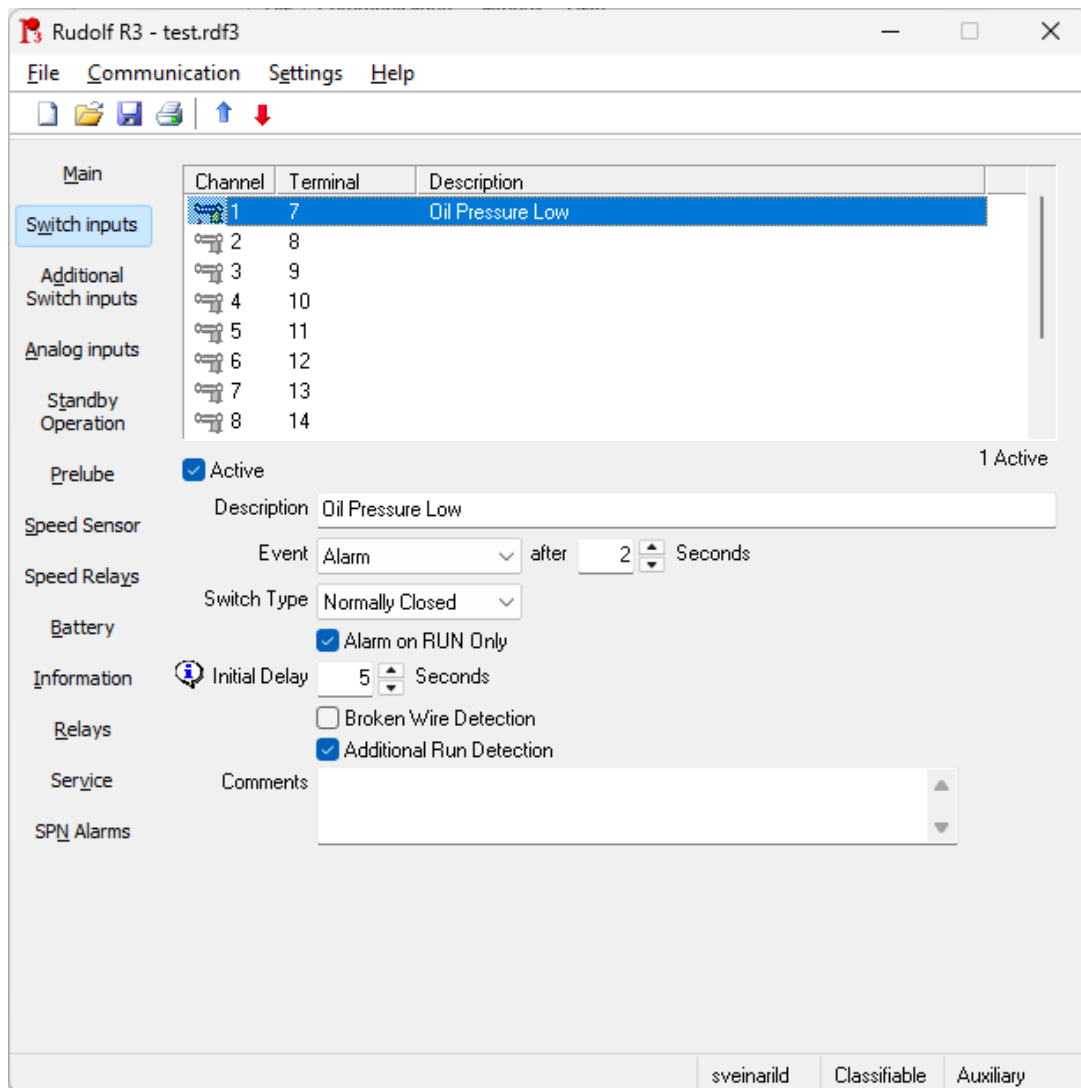 Rudolf R3 - test.rdf3
File Communication Settings Help
Main
Switch inputs
Additional
Switch inputs
Analog inputs
Standby
Operation
Prelube
Speed Sensor
Speed Relays
Battery
Information
Relays
Service
SPN Alarms
Channel Terminal Description
1 7 Oil Pressure Low
2 8
3 9
4 10
5 11
6 12
7 13
8 14
1 Active
Active
Description Oil Pressure Low
Event Alarm after 2 Seconds
Switch Type Normally Closed
Alarm on RUN Only
Initial Delay 5 Seconds
Broken Wire Detection
Additional Run Detection
Comments
sveinarild Classifiable Auxiliary